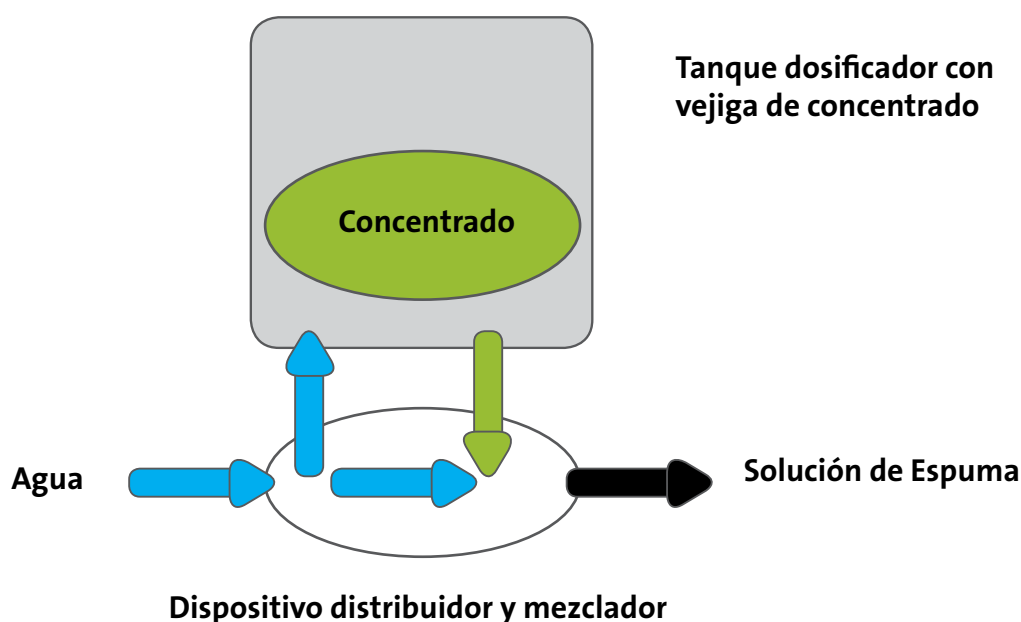 Tanque dosificador con
vejiga de concentrado
Concentrado
Agua
Solución de Espuma
Dispositivo distribuidor y mezclador